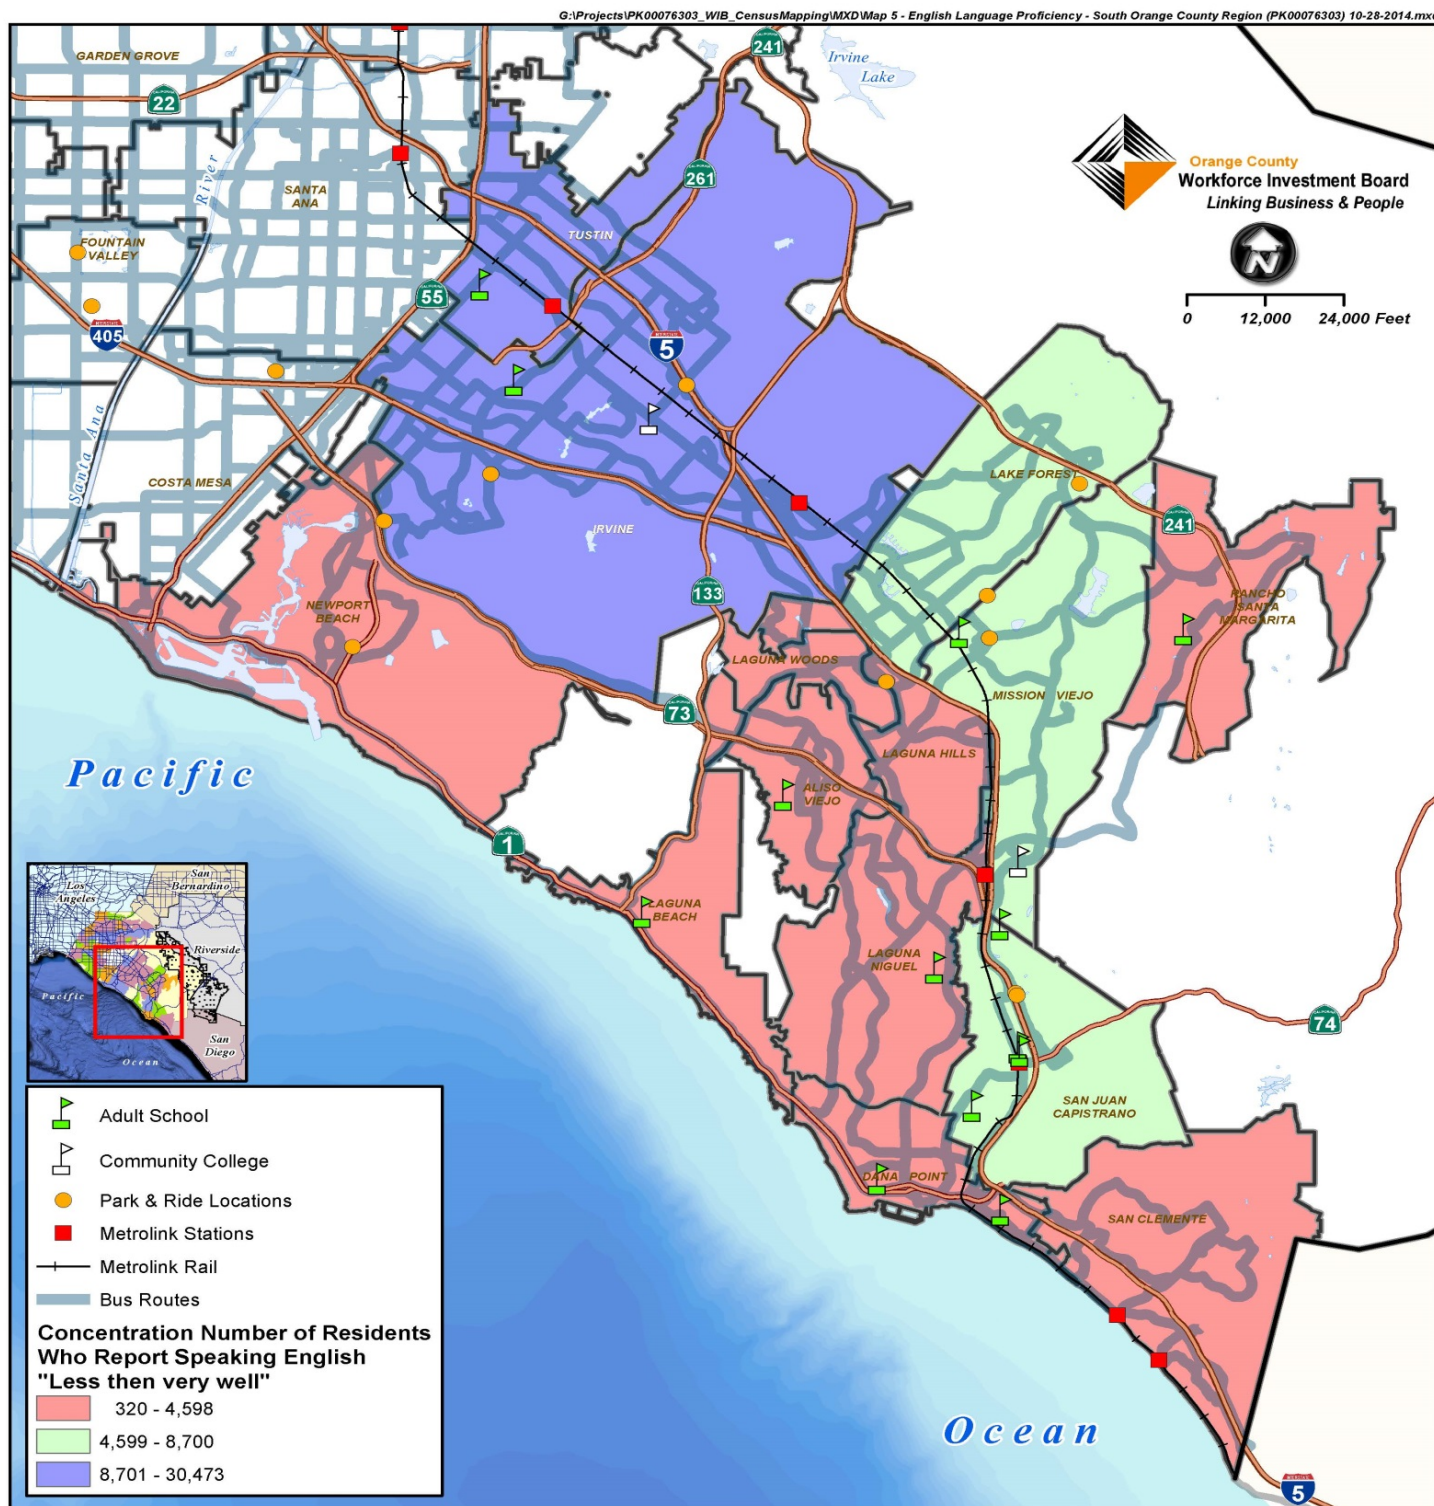 G:\Projects\PK00076303_WIB_CensusMapping\MXD\Map 5 - English Language Proficiency - South Orange County Region (PK00076303) 10-28-2014.mxd
GARDEN GROVE
22
241
Irvine
Lake
261
River
SANTA
ANA
Orange County
Workforce Investment Board
Linking Business & People
N
0 12,000 24,000 Feet
FOUNTAIN
VALLEY
TUSTIN
55
405
5
Santa Ana
COSTA MESA
LAKE FOREST
241
IRVINE
133
NEWPORT
BEACH
RANCHO
SANTA
MARGARITA
LAGUNA WOODS
MISSION VIEJO
73
LAGUNA HILLS
Pacific
ALISO
VIEJO
1
LAGUNA
BEACH
LAGUNA
NIGUEL
74
SAN JUAN
CAPISTRANO
DANA POINT
SAN CLEMENTE
Ocean
5
Los
Angeles
San
Bernardino
Riverside
Pacific
San
Diego
Ocean
Adult School
Community College
Park & Ride Locations
Metrolink Stations
Metrolink Rail
Bus Routes
Concentration Number of Residents
Who Report Speaking English
"Less then very well"
320 - 4,598
4,599 - 8,700
8,701 - 30,473